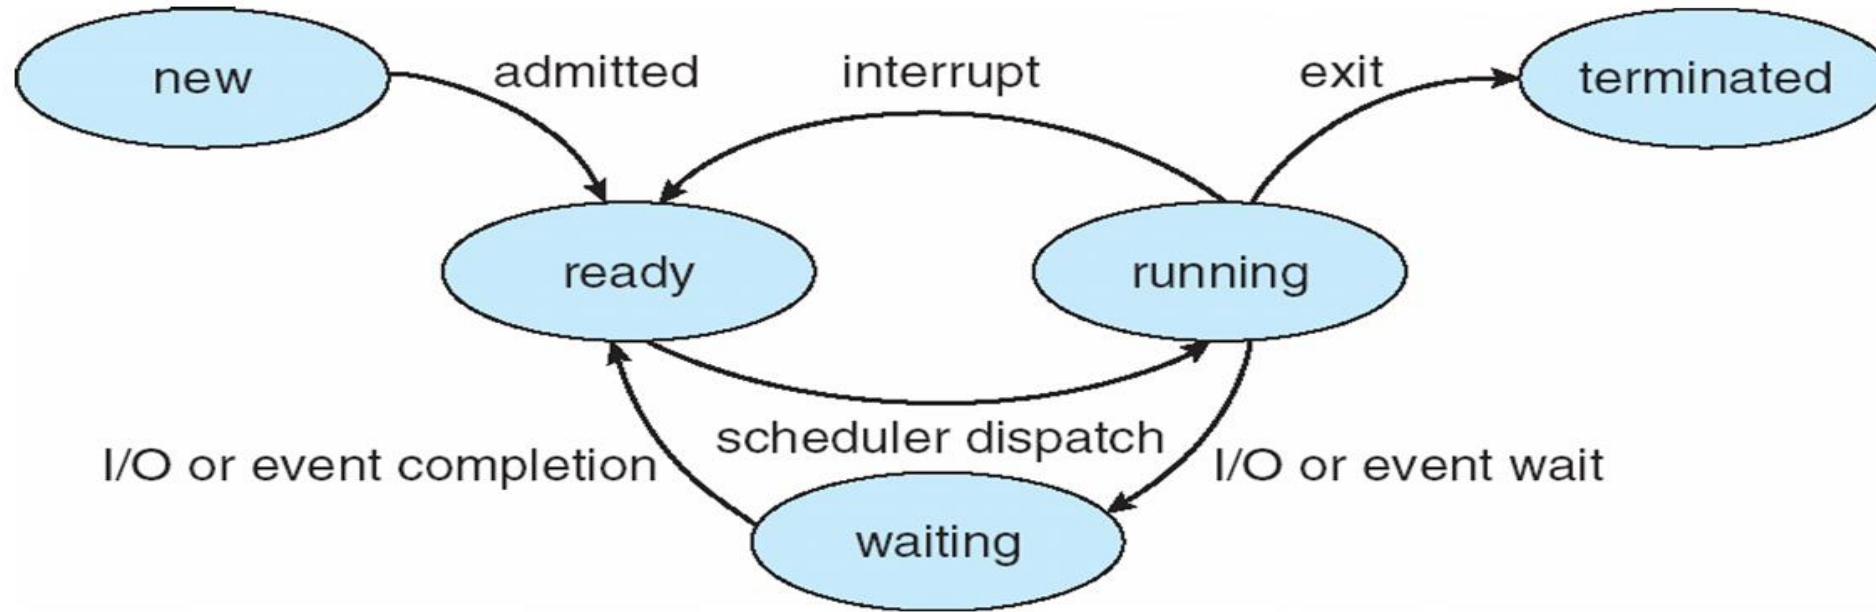 new
admitted
interrupt
exit
terminated
ready
running
scheduler dispatch
I/O or event completion
I/O or event wait
waiting